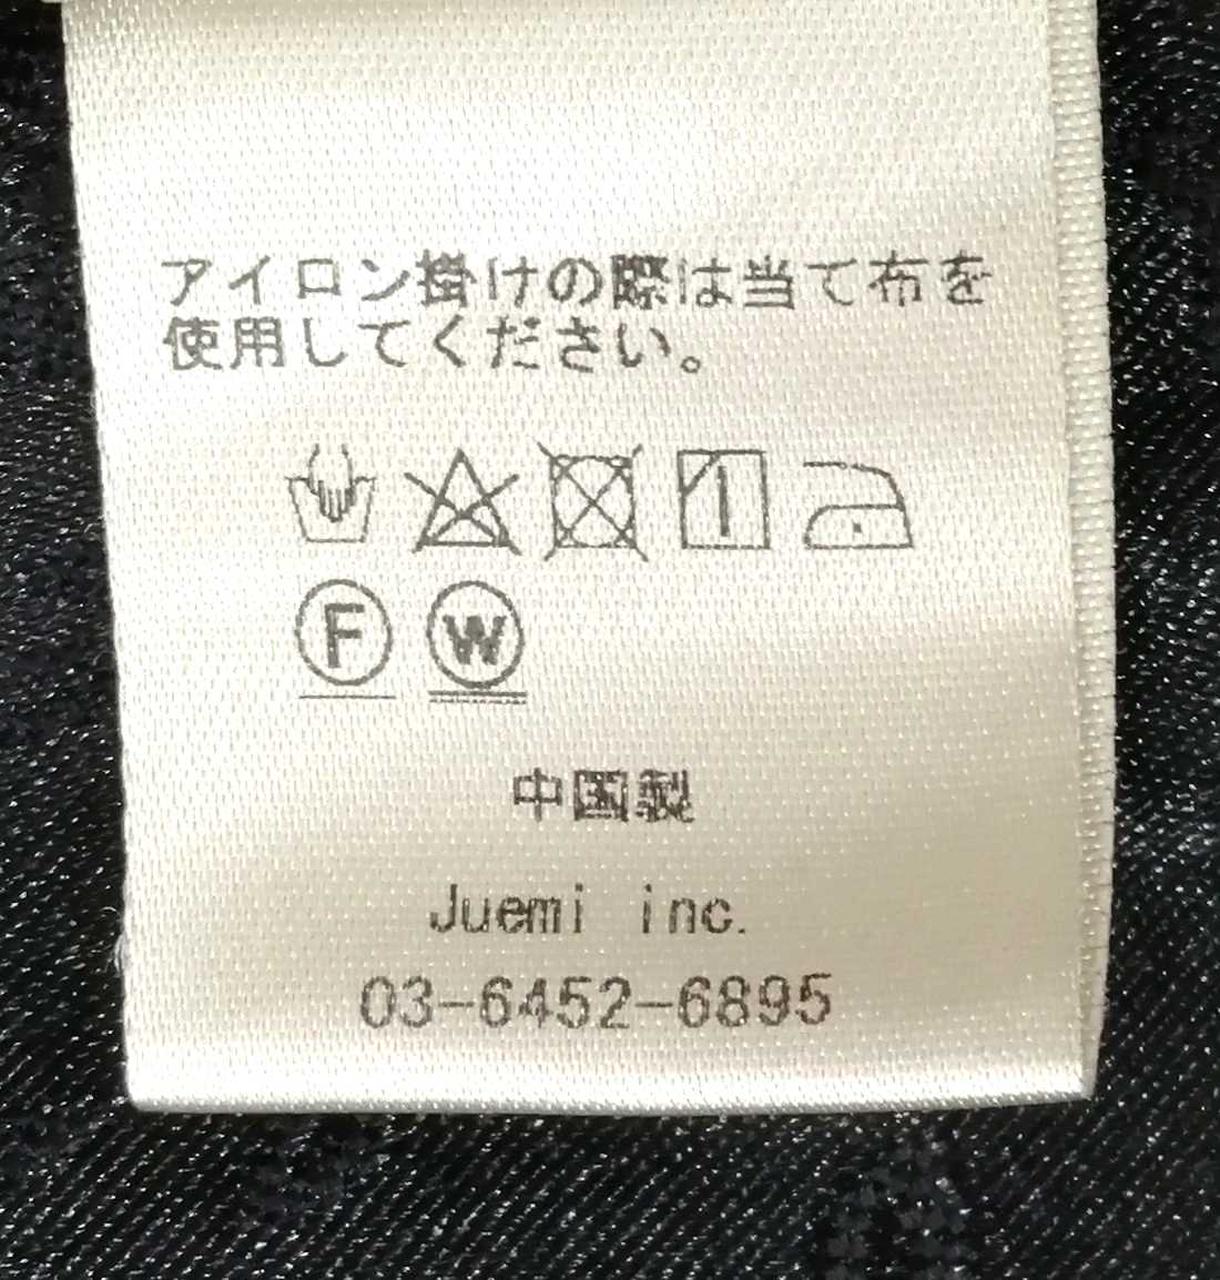 アイロン掛けの際は当て布を
使用してください。
F W
中国製
Juemi inc.
03-6452-6895